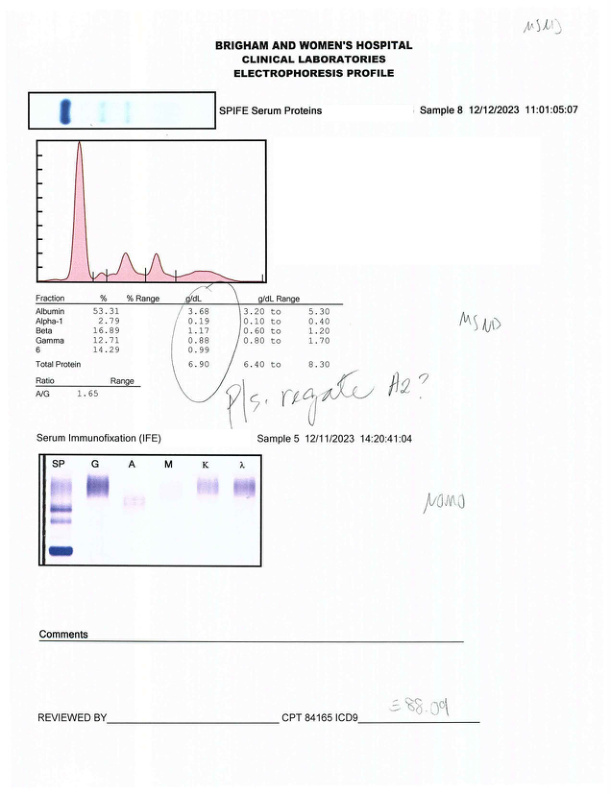 MSMD
BRIGHAM AND WOMEN'S HOSPITAL
CLINICAL LABORATORIES
ELECTROPHORESIS PROFILE
SPIFE Serum Proteins Sample 8 12/12/2023 11:01:05:07
Fraction % % Range g/dL g/dL Range
Albumin 53.31 3.68 3.20 to 5.30
Alpha-1 2.79 0.19 0.10 to 0.40
Beta 16.89 1.17 0.60 to 1.20
Gamma 12.71 0.88 0.80 to 1.70
6 14.29 0.99
Total Protein 6.90 6.40 to 8.30
MSMD
Ratio Range
A/G 1.65
Pls. regate A2?
Serum Immunofixation (IFE) Sample 5 12/11/2023 14:20:41:04
SP G A M K λ
Comments
REVIEWED BY CPT 84165 ICD9 E88.09